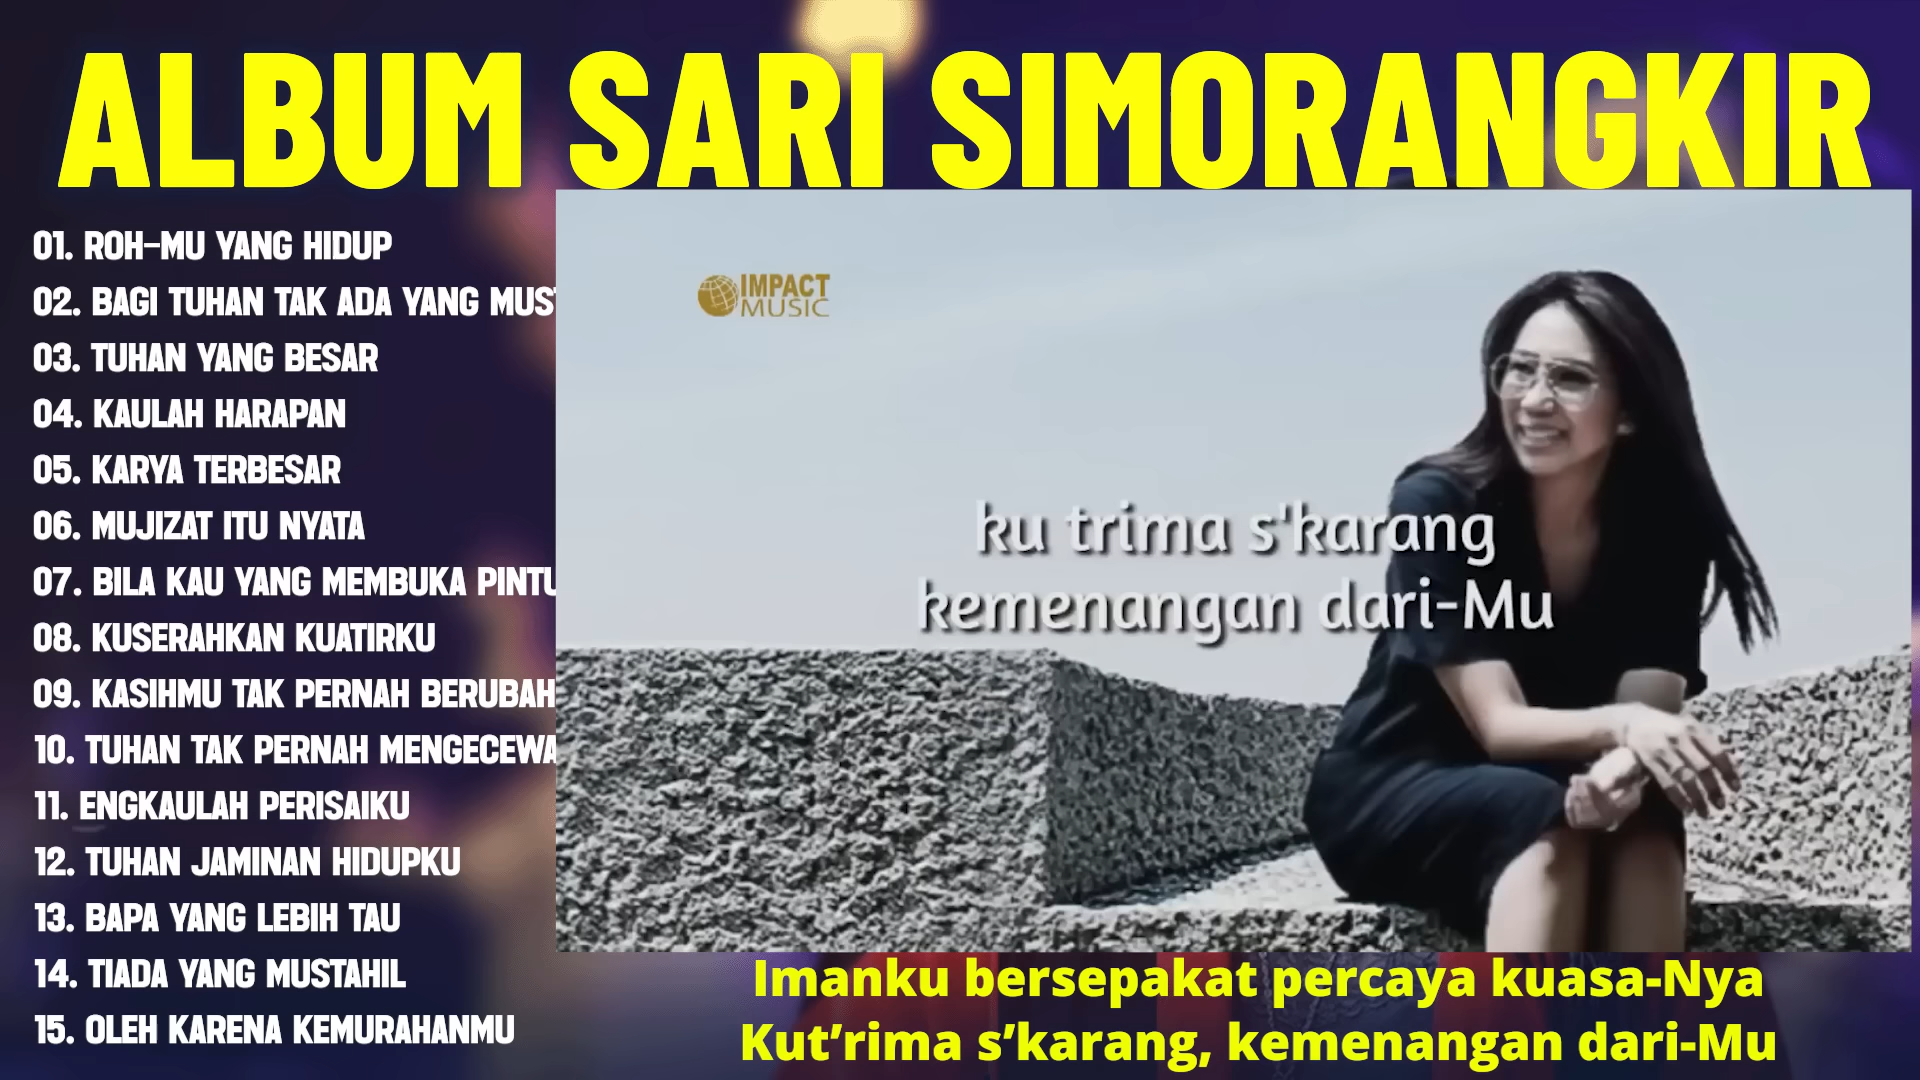 ALBUM SARI SIMORANGKIR
01. ROH-MU YANG HIDUP
02. BAGI TUHAN TAK ADA YANG
03. TUHAN YANG BESAR
04. KAULAH HARAPAN
05. KARYA TERBESAR
06. MUJIZAT ITU NYATA
07. BILA KAU YANG MEMBUKA PINTU
08. KUSERAHKAN KUATIRKU
09. KASIHMU TAK PERNAH BERUBAH
10. TUHAN TAK PERNAH
11. ENGKAULAH PERISAIKU
12. TUHAN JAMINAN HIDUPKU
13. BAPA YANG LEBIH TAU
14. TIADA YANG MUSTAHIL
15. OLEH KARENA KEMURAHANMU
IMPACT
MUSIC
ku trima s'karang
kemenangan dari-Mu
Imanku bersepakat percaya kuasa-Nya
Kut’rima s’karang, kemenangan dari-Mu